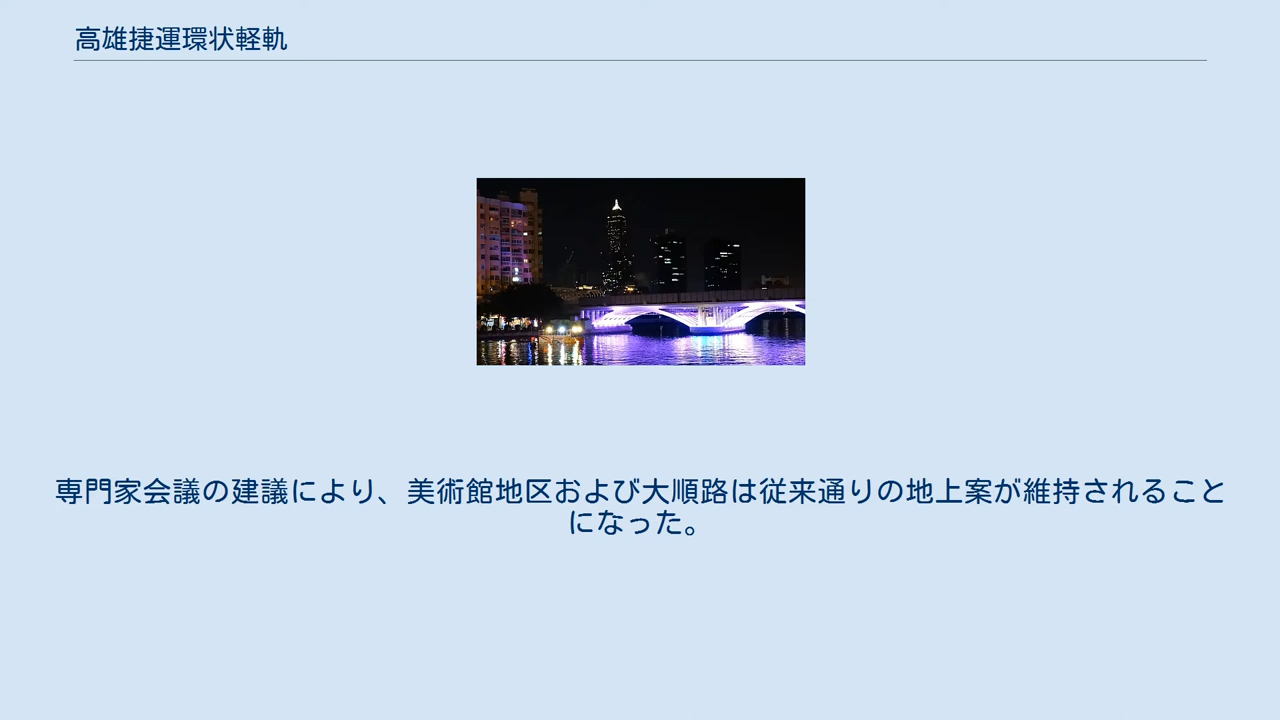 高雄捷運環状軽軌
専門家会議の建議により、美術館地区および大順路は従来通りの地上案が維持されること
になった。